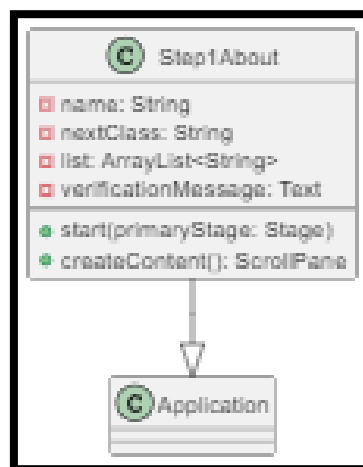 C Step1About
name: String
nextClass: String
list: ArrayList<String>
verificationMessage: Text
start(primaryStage: Stage)
createContent(): ScrollPane
C Application